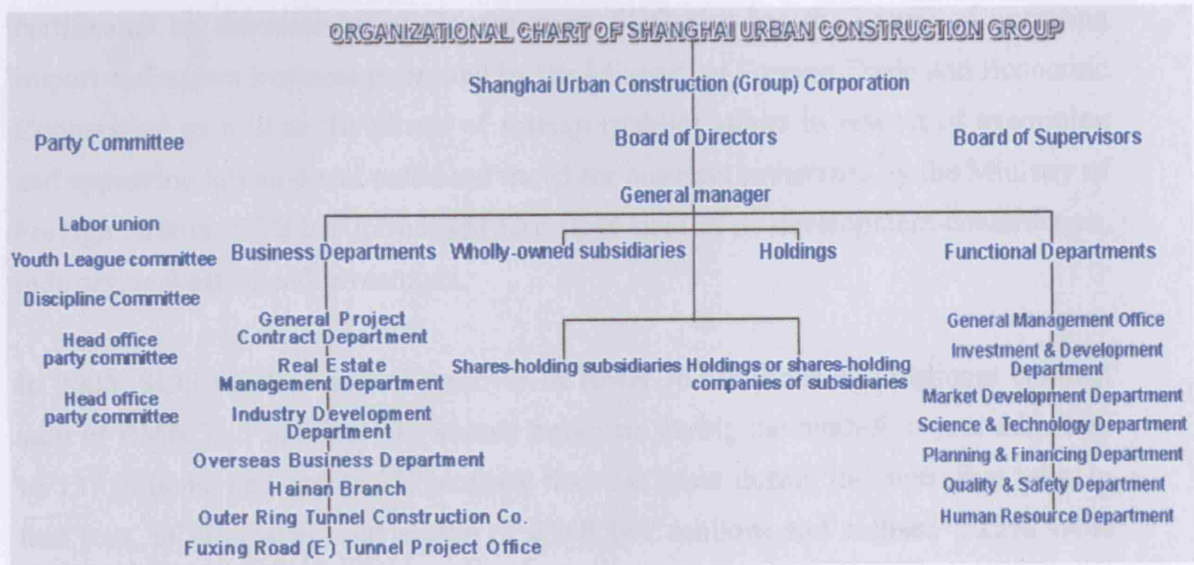 ORGANIZATIONAL CHART OF SHANGHAI URBAN CONSTRUCTION GROUP
Shanghai Urban Construction (Group) Corporation
Party Committee
Board of Directors
Board of Supervisors
General manager
Labor union
Youth League committee
Business Departments
Wholly-owned subsidiaries
Holdings
Functional Departments
Discipline Committee
Head office
party committee
Head office
party committee
General Project
Contract Department
Real Estate
Management Department
Industry Development
Department
Overseas Business Department
Hainan Branch
Outer Ring Tunnel Construction Co.
Fuxing Road (E) Tunnel Project Office
Shares-holding subsidiaries
Holdings or shares-holding
companies of subsidiaries
General Management Office
Investment & Development
Department
Market Development Department
Science & Technology Department
Planning & Financing Department
Quality & Safety Department
Human Resource Department